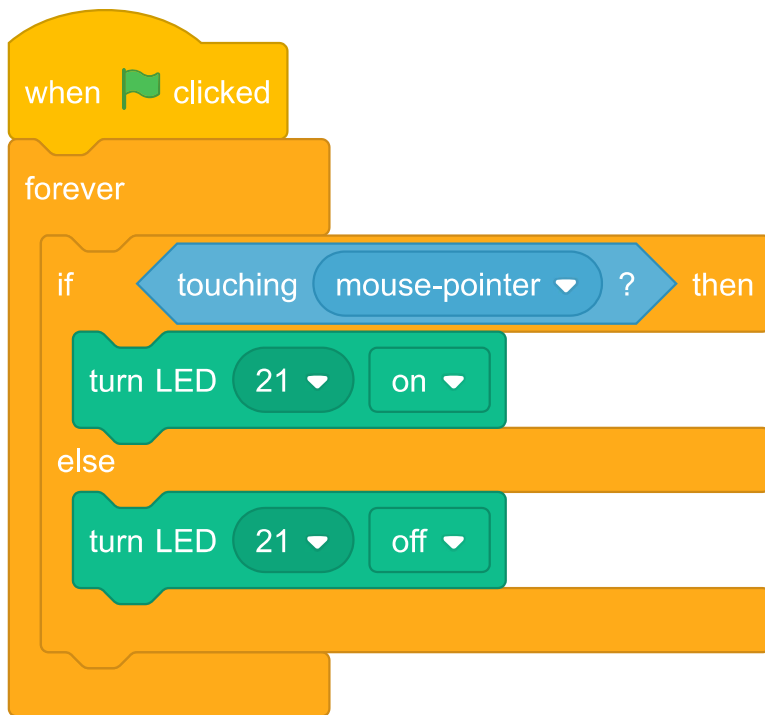 when clicked
forever
if touching mouse-pointer ? then
turn LED 21 on
else
turn LED 21 off